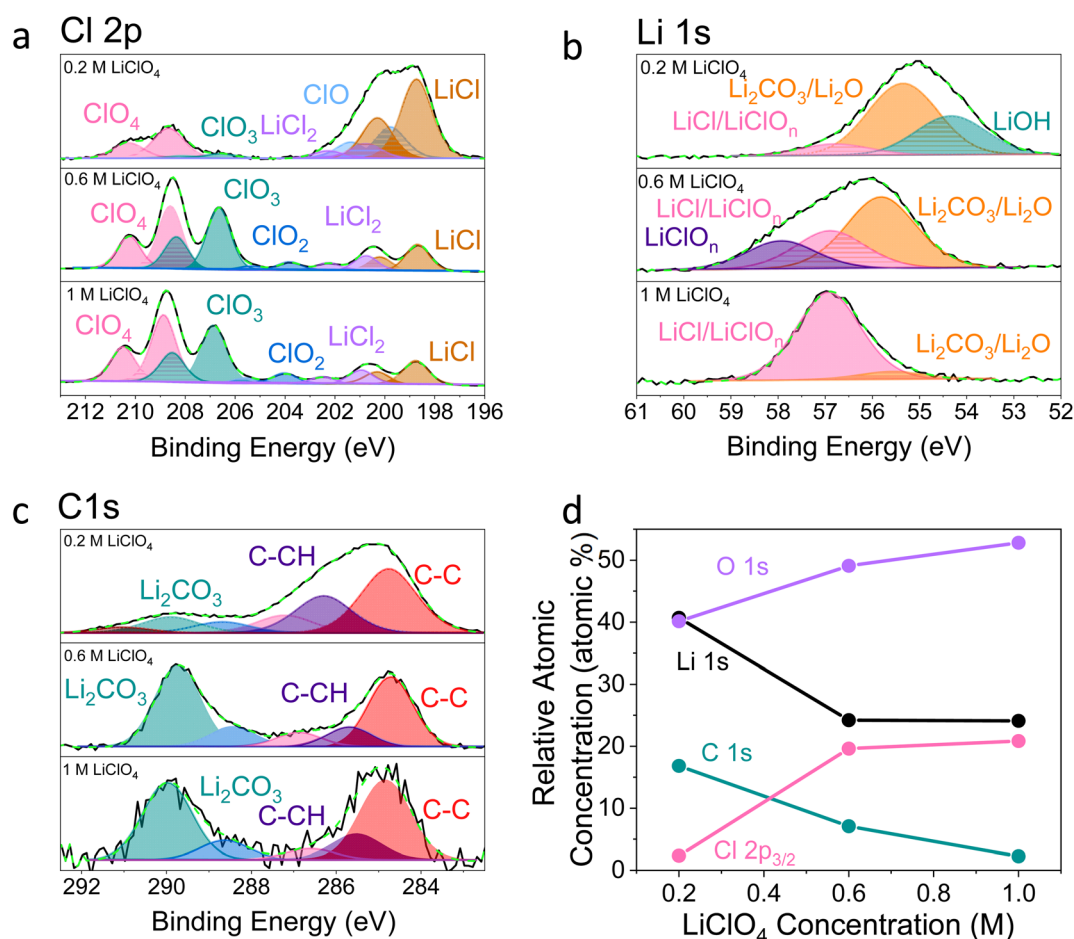 a Cl 2p
0.2 M LiClO₄
ClO₄
ClO₃
LiCl₂
ClO
LiCl
0.6 M LiClO₄
ClO₄
ClO₃
ClO₂
LiCl₂
LiCl
1 M LiClO₄
ClO₄
ClO₃
ClO₂
LiCl₂
LiCl
212 210 208 206 204 202 200 198 196
Binding Energy (eV)
b Li 1s
0.2 M LiClO₄
Li₂CO₃/Li₂O
LiCl/LiClOₙ
LiOH
0.6 M LiClO₄
LiCl/LiClOₙ
LiClOₙ
Li₂CO₃/Li₂O
1 M LiClO₄
LiCl/LiClOₙ
Li₂CO₃/Li₂O
61 60 59 58 57 56 55 54 53 52
Binding Energy (eV)
c C1s
0.2 M LiClO₄
Li₂CO₃
C-CH
C-C
0.6 M LiClO₄
Li₂CO₃
C-CH
C-C
1 M LiClO₄
Li₂CO₃
C-CH
C-C
292 290 288 286 284
Binding Energy (eV)
d
Relative Atomic
Concentration (atomic %)
50
40
30
20
10
0
O 1s
Li 1s
C 1s
Cl 2p₃/₂
0.2 0.4 0.6 0.8 1.0
LiClO₄ Concentration (M)